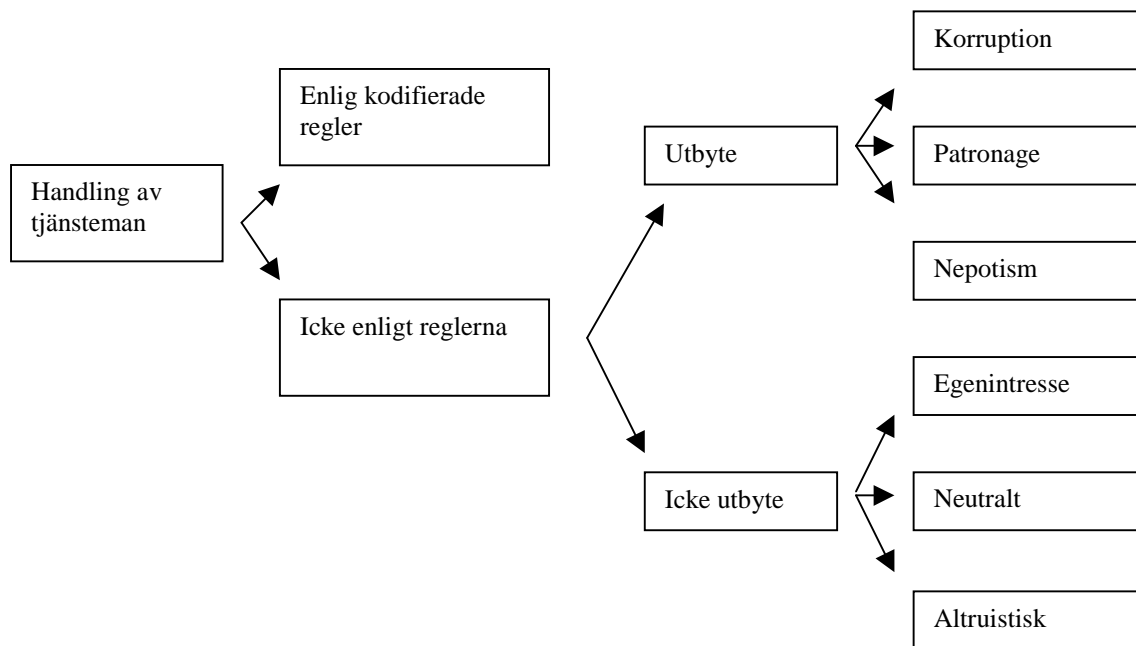 Handling av
tjänsteman
Enlig kodifierade
regler
Icke enligt reglerna
Utbyte
Icke utbyte
Korruption
Patronage
Nepotism
Egenintresse
Neutralt
Altruistisk